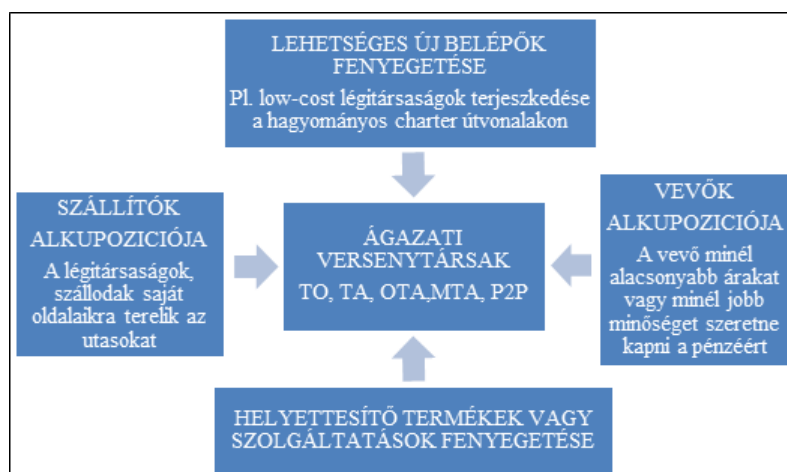 LEHETSÉGES ÚJ BELÉPŐK
FENYEGETÉSE
Pl. low-cost légitársaságok terjeszkedése
a hagyományos charter útvonalakon
SZÁLLÍTÓK
ALKUPOZICIÓJA
A légitársaságok,
szállodak saját
oldalaikra terelik az
utasokat
ÁGAZATI
VERSENYTÁRSAK
TO, TA, OTA,MTA, P2P
VEVŐK
ALKUPOZICIÓJA
A vevő minél
alacsonyabb árakat
vagy minél jobb
minőséget szeretne
kapni a pénzéért
HELYETTESÍTŐ TERMÉKEK VAGY
SZOLGÁLTATÁSOK FENYEGETÉSE